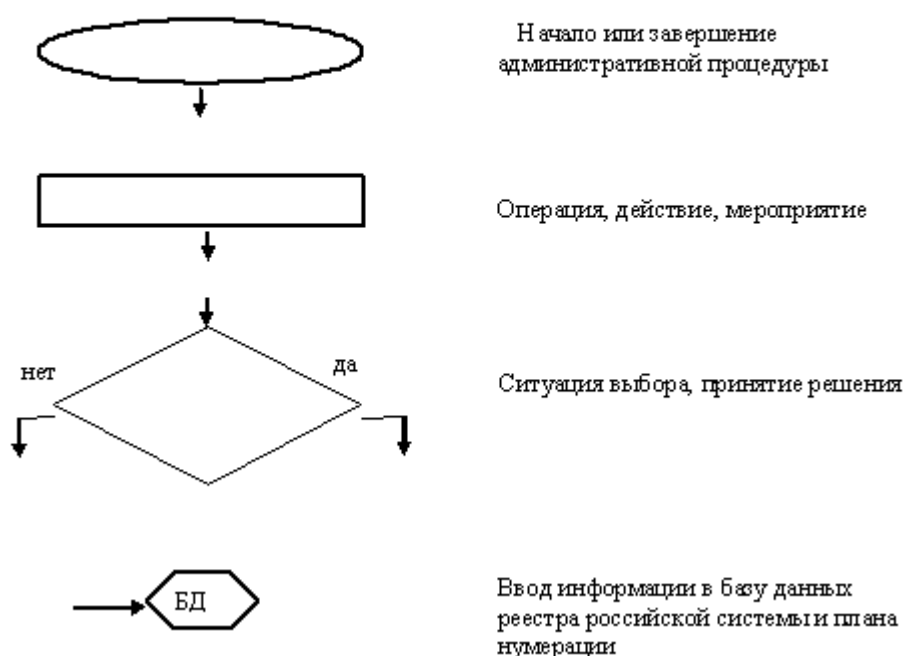 Начало или завершение
административной процедуры
Операция, действие, мероприятие
нет
да
Ситуация выбора, принятие решения
БД
Ввод информации в базу данных
реестра российской системы и плана
нумерации